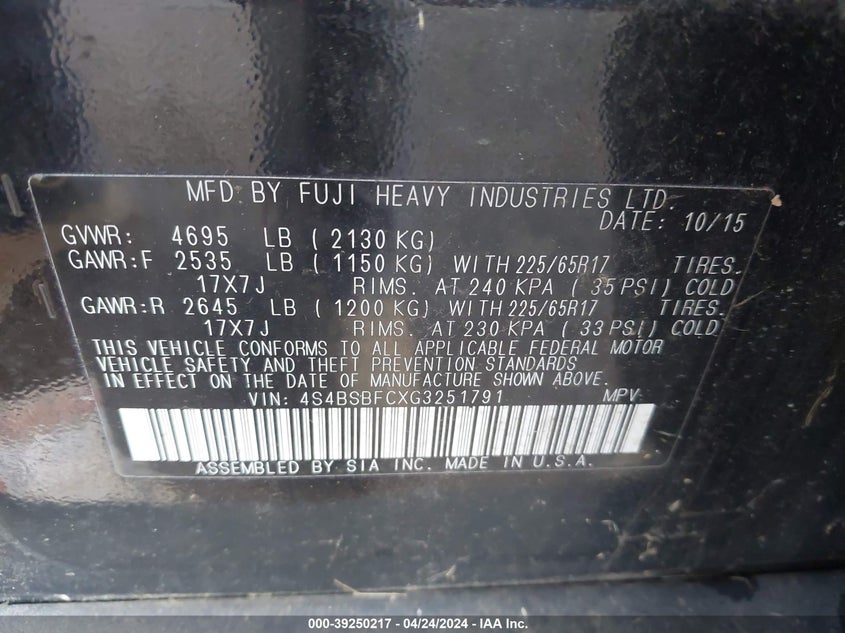 MFD. BY FUJI HEAVY INDUSTRIES LTD.
DATE: 10/15
GVWR: 4695 LB ( 2130 KG)
GAWR:F 2535 LB ( 1150 KG) WITH 225/65R17 TIRES.
17X7J RIMS. AT 240 KPA ( 35 PSI) COLD
GAWR:R 2645 LB ( 1200 KG) WITH 225/65R17 TIRES.
17X7J RIMS. AT 230 KPA ( 33 PSI) COLD.
THIS VEHICLE CONFORMS TO ALL APPLICABLE FEDERAL MOTOR
VEHICLE SAFETY AND THEFT PREVENTION STANDARDS
IN EFFECT ON THE DATE OF MANUFACTURE SHOWN ABOVE.
VIN: 4S4BSBFCXG3251791 MPV
ASSEMBLED BY SIA INC. MADE IN U.S.A.
000-39250217 - 04/24/2024 - IAA Inc.